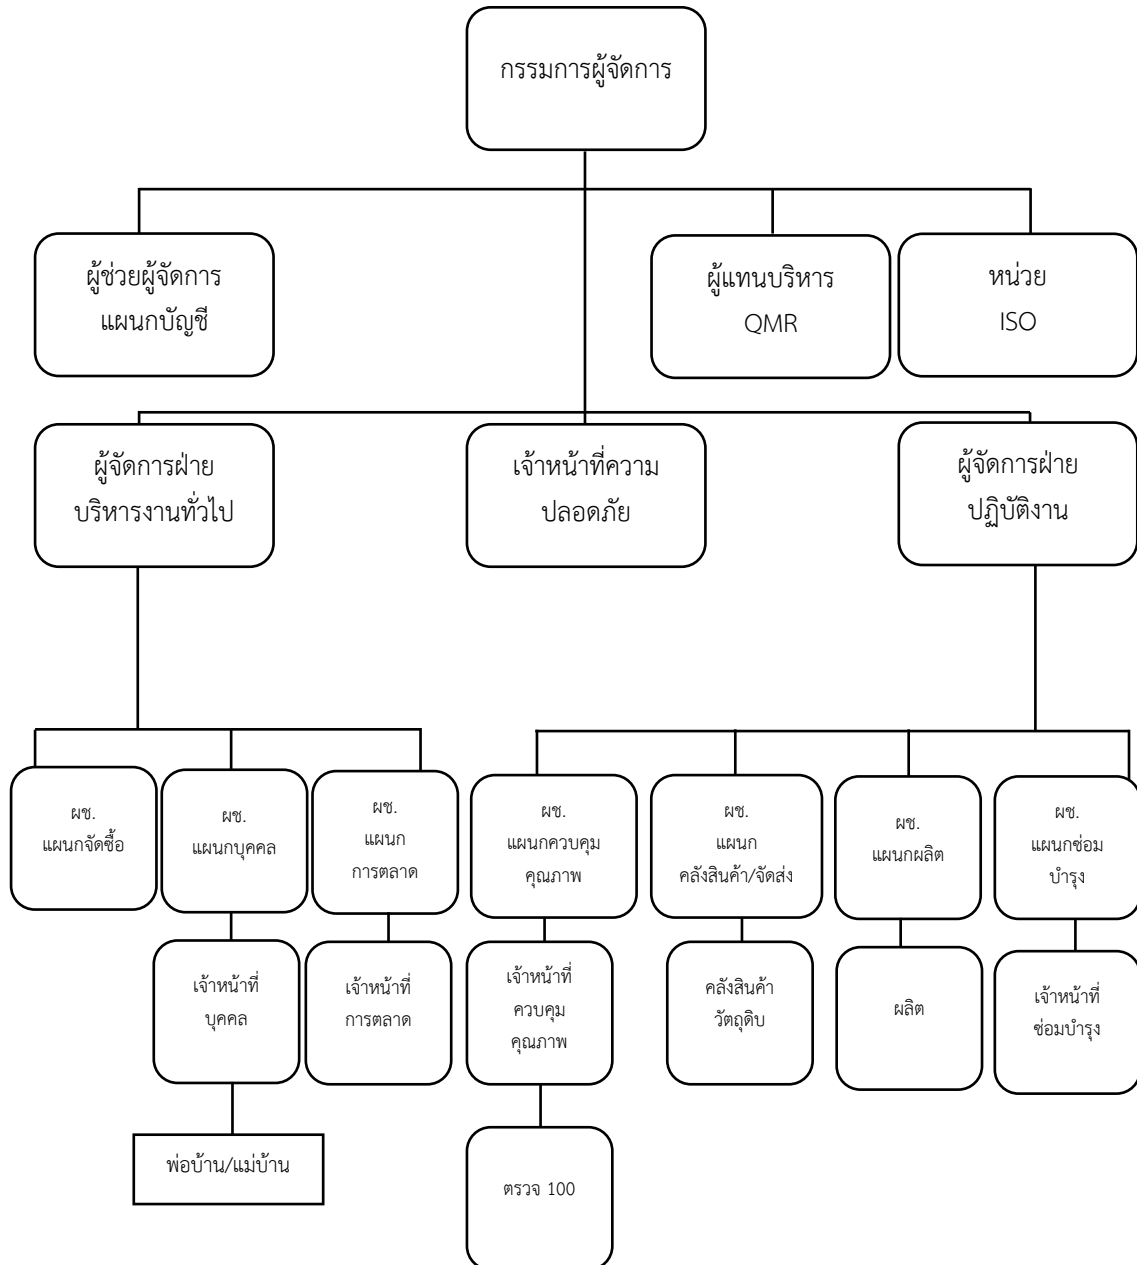 กรรมการผู้จัดการ
ผู้ช่วยผู้จัดการ
แผนกบัญชี
ผู้แทนบริหาร
QMR
หน่วย
ISO
ผู้จัดการฝ่าย
บริหารงานทั่วไป
เจ้าหน้าที่ความ
ปลอดภัย
ผู้จัดการฝ่าย
ปฏิบัติงาน
ผช.
แผนกจัดซื้อ
ผช.
แผนกบุคคล
ผช.
แผนก
การตลาด
ผช.
แผนกควบคุม
คุณภาพ
ผช.
แผนก
คลังสินค้า/จัดส่ง
ผช.
แผนกผลิต
ผช.
แผนกซ่อม
บำรุง
เจ้าหน้าที่
บุคคล
เจ้าหน้าที่
การตลาด
เจ้าหน้าที่
ควบคุม
คุณภาพ
คลังสินค้า
วัตถุดิบ
ผลิต
เจ้าหน้าที่
ซ่อมบำรุง
พ่อบ้าน/แม่บ้าน
ตรวจ 100